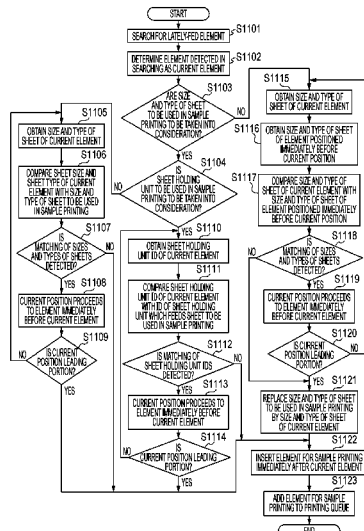 START
S1101
SEARCH FOR LATELY-FED ELEMENT
S1102
DETERMINE ELEMENT DETECTED IN
SEARCHING AS CURRENT ELEMENT
S1103
ARE SIZE
AND TYPE OF SHEET
TO BE USED IN SAMPLE
PRINTING TO BE TAKEN INTO
CONSIDERATION?
NO
YES
S1104
IS
SHEET HOLDING
UNIT TO BE USED IN SAMPLE
PRINTING TO BE TAKEN INTO
CONSIDERATION?
NO
YES
S1105
OBTAIN SIZE AND TYPE OF
SHEET OF CURRENT ELEMENT
S1106
COMPARE SHEET SIZE AND
SHEET TYPE OF CURRENT
ELEMENT WITH SIZE AND
TYPE OF SHEET TO BE USED
IN SAMPLE PRINTING
S1107
IS
MATCHING OF SIZES
AND TYPES OF SHEETS
DETECTED?
NO
YES
S1108
CURRENT POSITION PROCEEDS
TO ELEMENT IMMEDIATELY
BEFORE CURRENT ELEMENT
S1109
IS CURRENT
POSITION LEADING
PORTION?
NO
YES
S1110
OBTAIN SHEET HOLDING
UNIT ID OF CURRENT ELEMENT
S1111
COMPARE SHEET HOLDING
UNIT ID OF CURRENT ELEMENT
WITH ID OF SHEET HOLDING
UNIT WHICH FEEDS SHEET TO
BE USED IN SAMPLE PRINTING
S1112
IS MATCHING OF
SHEET HOLDING UNIT IDS
DETECTED?
NO
YES
S1113
CURRENT POSITION PROCEEDS TO
ELEMENT IMMEDIATELY BEFORE
CURRENT ELEMENT
S1114
IS
CURRENT POSITION LEADING
PORTION?
NO
YES
S1115
OBTAIN SIZE AND TYPE OF
SHEET OF CURRENT ELEMENT
S1116
OBTAIN SIZE AND TYPE OF SHEET
OF ELEMENT POSITIONED
IMMEDIATELY BEFORE
CURRENT POSITION
S1117
COMPARE SIZE AND TYPE OF
SHEET OF CURRENT ELEMENT WITH
SIZE AND TYPE OF SHEET OF
ELEMENT POSITIONED IMMEDIATELY
BEFORE CURRENT POSITION
S1118
IS
MATCHING OF SIZES
AND TYPES OF SHEETS
DETECTED?
NO
YES
S1119
CURRENT POSITION PROCEEDS
TO ELEMENT IMMEDIATELY
BEFORE CURRENT ELEMENT
S1120
IS CURRENT
POSITION LEADING
PORTION?
NO
YES
S1121
REPLACE SIZE AND TYPE OF SHEET
TO BE USED IN SAMPLE PRINTING
BY SIZE AND TYPE OF SHEET
OF CURRENT ELEMENT
S1122
INSERT ELEMENT FOR SAMPLE PRINTING
IMMEDIATELY AFTER CURRENT ELEMENT
S1123
ADD ELEMENT FOR SAMPLE
PRINTING TO PRINTING QUEUE
END